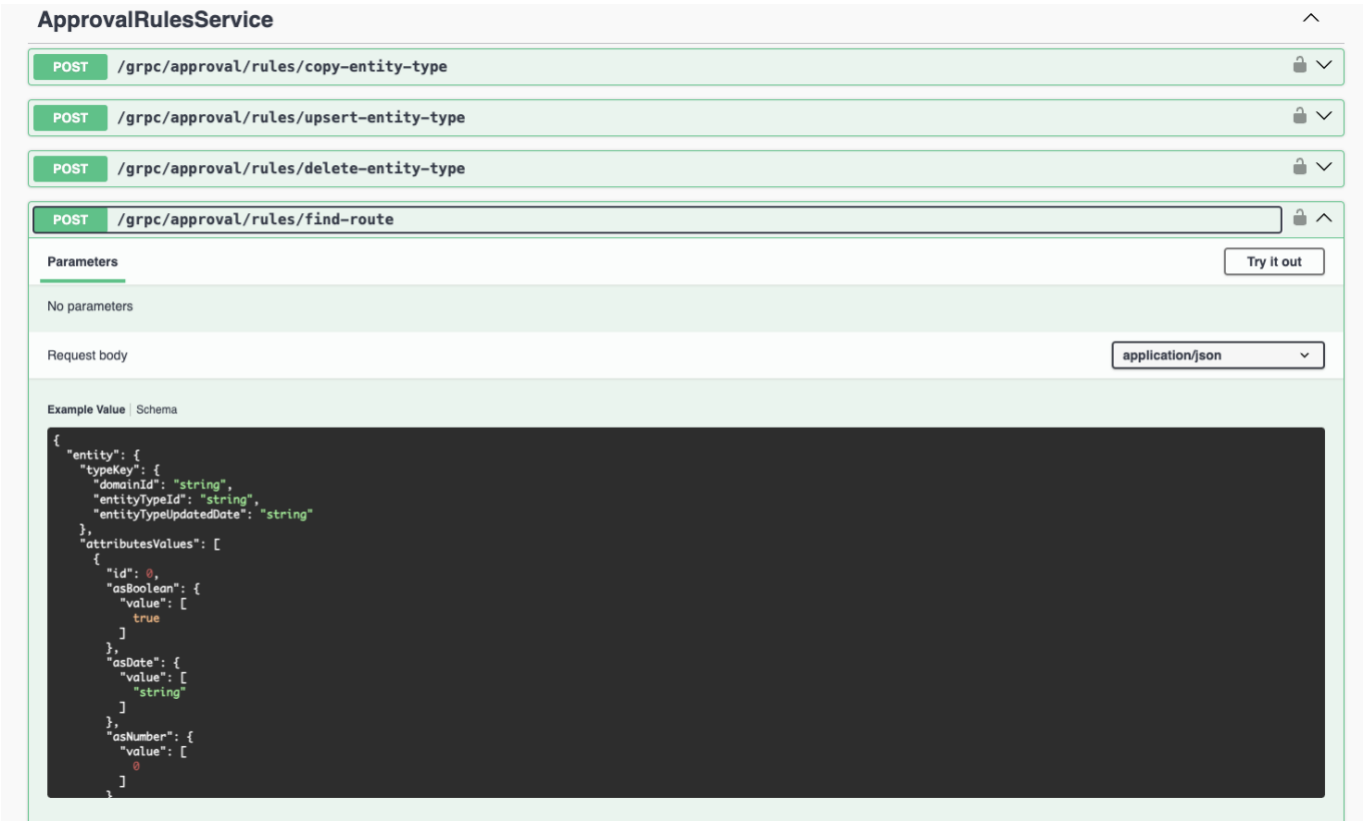 ApprovalRulesService
POST /grpc/approval/rules/copy-entity-type
POST /grpc/approval/rules/upsert-entity-type
POST /grpc/approval/rules/delete-entity-type
POST /grpc/approval/rules/find-route
Parameters
Try it out
No parameters
Request body
application/json
Example Value | Schema
{
  "entity": {
    "typeKey": {
      "domainId": "string",
      "entityTypeId": "string",
      "entityTypeUpdatedDate": "string"
    },
    "attributesValues": [
      {
        "id": 0,
        "asBoolean": {
          "value": [
            true
          ]
        },
        "asDate": {
          "value": [
            "string"
          ]
        },
        "asNumber": {
          "value": [
            0
          ]
        }